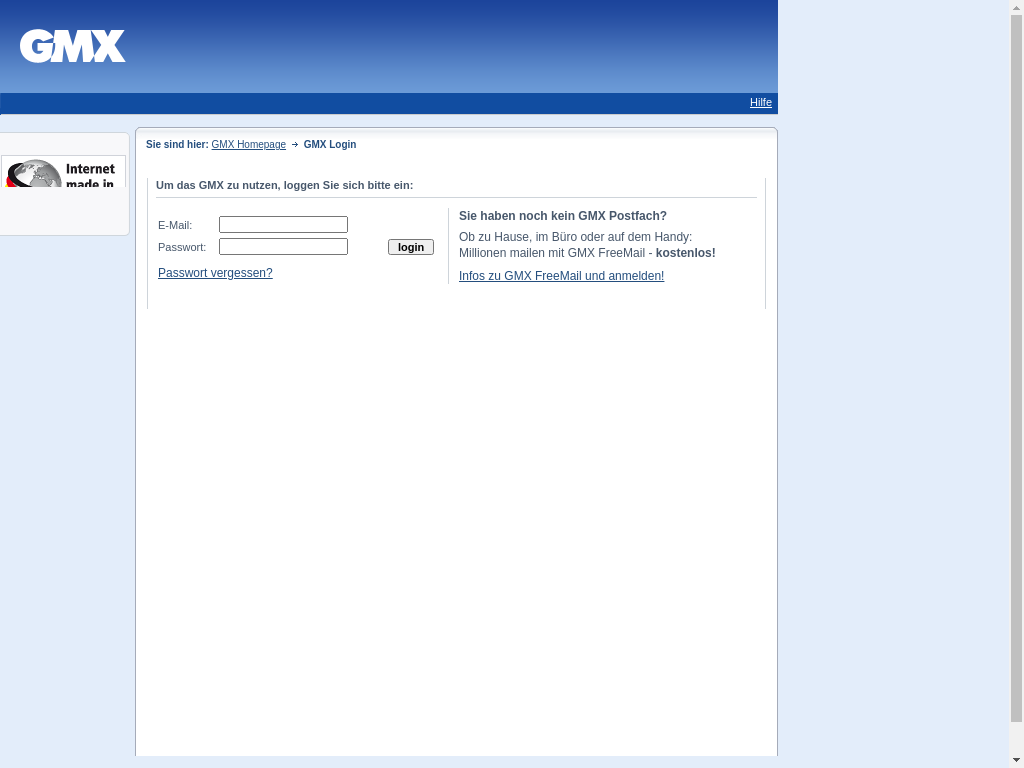 GMX
Hilfe
Internet
made in
Sie sind hier: GMX Homepage → GMX Login
Um das GMX zu nutzen, loggen Sie sich bitte ein:
E-Mail:
Passwort:
login
Passwort vergessen?
Sie haben noch kein GMX Postfach?
Ob zu Hause, im Büro oder auf dem Handy:
Millionen mailen mit GMX FreeMail - kostenlos!
Infos zu GMX FreeMail und anmelden!